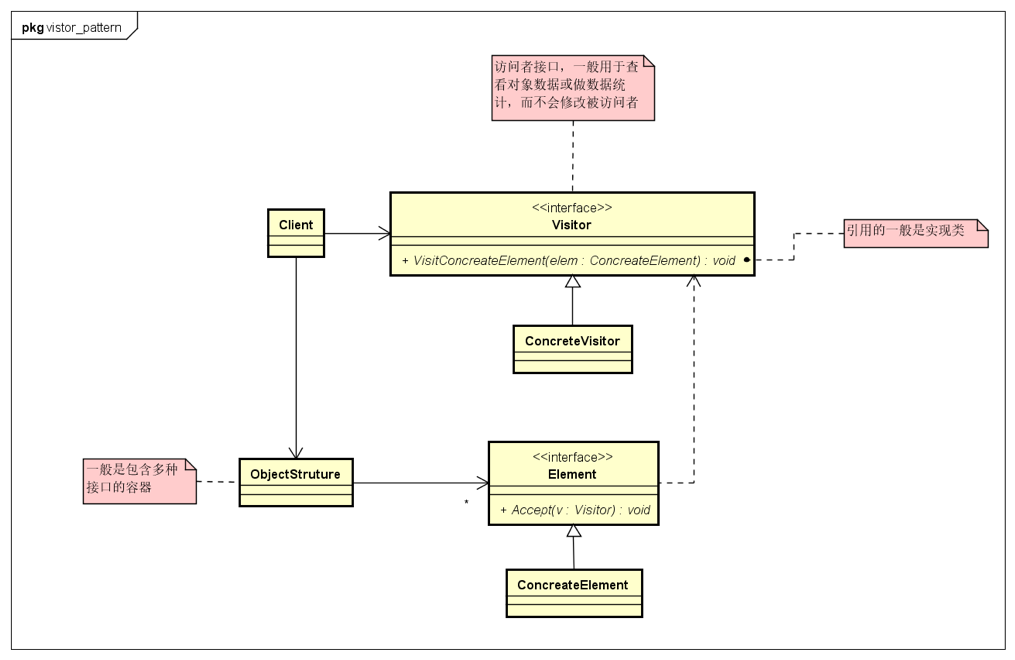 pkg vistor_pattern
访问者接口，一般用于查
看对象数据或做数据统
计，而不会修改被访问者
<<interface>>
Visitor
+ VisitConcreateElement(elem : ConcreateElement) : void
Client
引用的一般是实现类
ConcreteVisitor
一般是包含多种
接口的容器
ObjectStruture
*
<<interface>>
Element
+ Accept(v : Visitor) : void
ConcreateElement